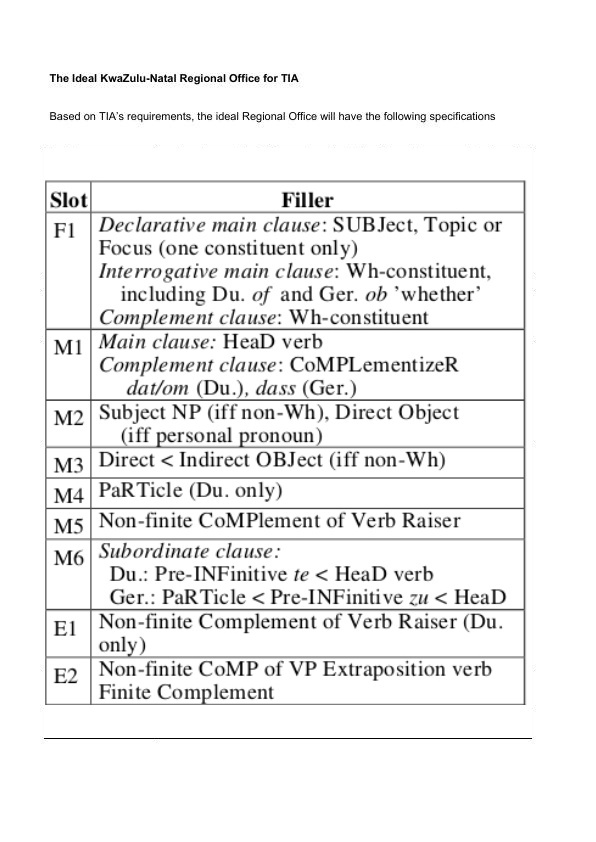 The Ideal KwaZulu-Natal Regional Office for TIA
Based on TIA's requirements, the ideal Regional Office will have the following specifications
Slot Filler
F1 Declarative main clause: SUBJect, Topic or
Focus (one constituent only)
Interrogative main clause: Wh-constituent,
including Du. of and Ger. ob 'whether'
Complement clause: Wh-constituent
M1 Main clause: HeaD verb
Complement clause: CoMPLementizeR
dat/om (Du.), dass (Ger.)
M2 Subject NP (iff non-Wh), Direct Object
(iff personal pronoun)
M3 Direct < Indirect OBJect (iff non-Wh)
M4 PaRTicle (Du. only)
M5 Non-finite CoMPlement of Verb Raiser
M6 Subordinate clause:
Du.: Pre-INFinitive te < HeaD verb
Ger.: PaRTicle < Pre-INFinitive zu < HeaD
E1 Non-finite Complement of Verb Raiser (Du.
only)
E2 Non-finite CoMP of VP Extraposition verb
Finite Complement